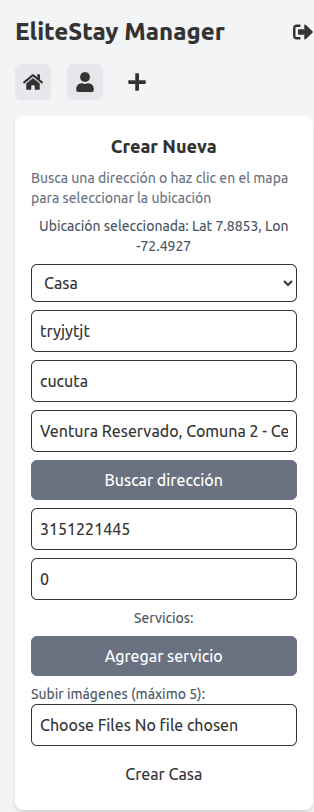 EliteStay Manager
Crear Nueva
Busca una dirección o haz clic en el mapa
para seleccionar la ubicación
Ubicación seleccionada: Lat 7.8853, Lon
-72.4927
Casa
tryjytjt
cucuta
Ventura Reservado, Comuna 2 - Ce
Buscar dirección
3151221445
0
Servicios:
Agregar servicio
Subir imágenes (máximo 5):
Choose Files No file chosen
Crear Casa